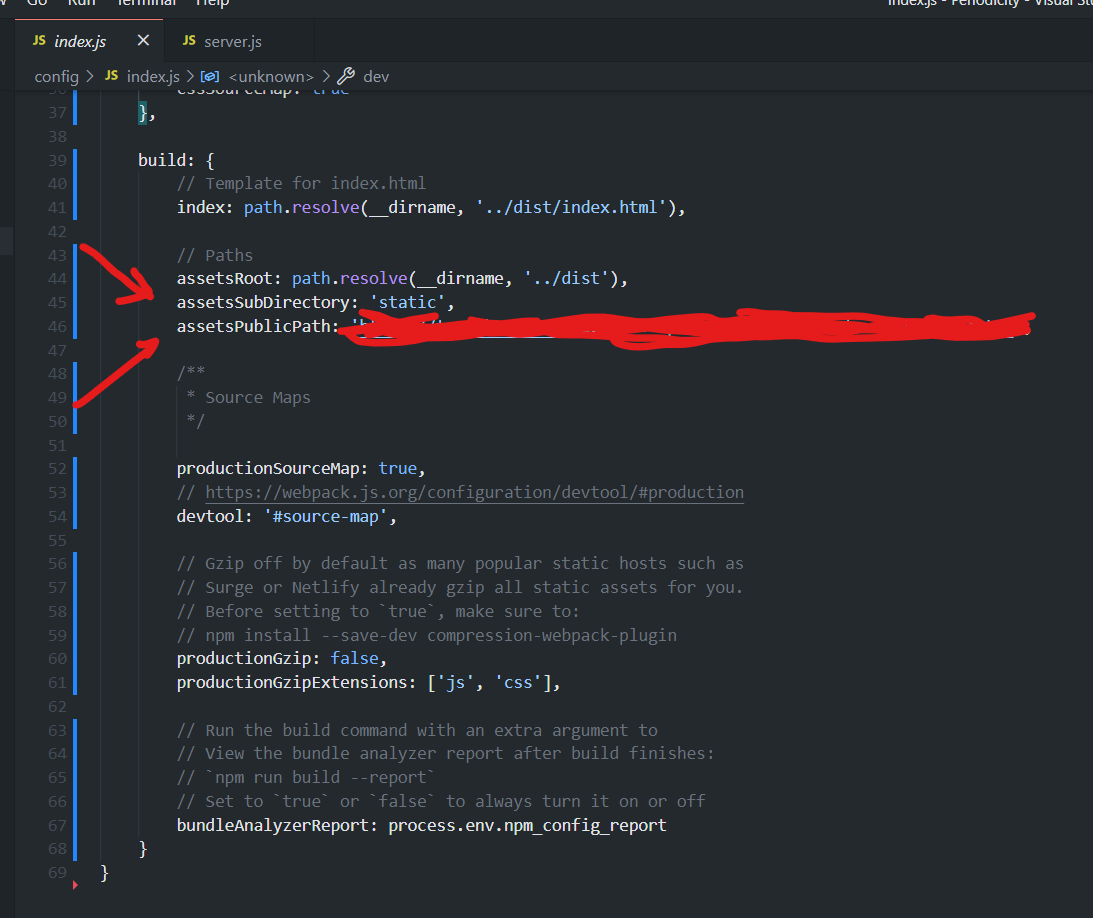 Go Run Terminal Help index.js - Periodicity - Visual
JS index.js × JS server.js
config > JS index.js > <unknown> > dev
36 cssSourceMap: true
37 },
38
39 build: {
40 // Template for index.html
41 index: path.resolve(__dirname, '../dist/index.html'),
42
43 // Paths
44 assetsRoot: path.resolve(__dirname, '../dist'),
45 assetsSubDirectory: 'static',
46 assetsPublicPath:
47
48 /**
49 * Source Maps
50 */
51
52 productionSourceMap: true,
53 // https://webpack.js.org/configuration/devtool/#production
54 devtool: '#source-map',
55
56 // Gzip off by default as many popular static hosts such as
57 // Surge or Netlify already gzip all static assets for you.
58 // Before setting to `true`, make sure to:
59 // npm install --save-dev compression-webpack-plugin
60 productionGzip: false,
61 productionGzipExtensions: ['js', 'css'],
62
63 // Run the build command with an extra argument to
64 // View the bundle analyzer report after build finishes:
65 // `npm run build --report`
66 // Set to `true` or `false` to always turn it on or off
67 bundleAnalyzerReport: process.env.npm_config_report
68 }
69 }